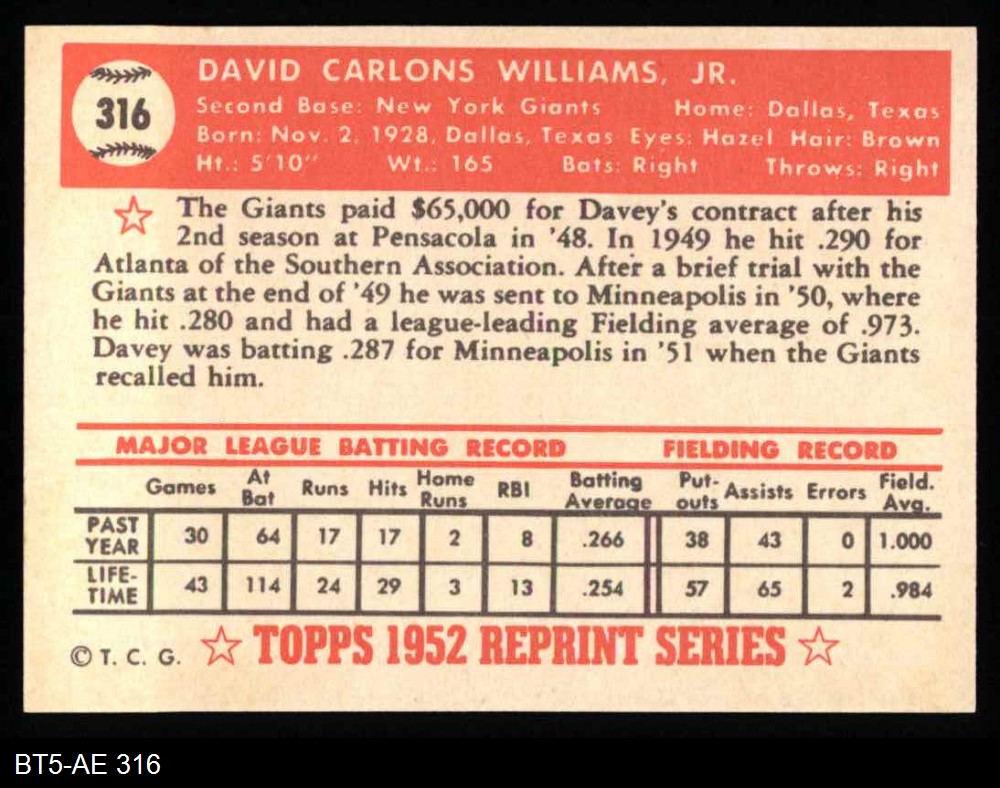 316
DAVID CARLONS WILLIAMS, JR.
Second Base: New York Giants Home: Dallas, Texas
Born: Nov. 2, 1928, Dallas, Texas Eyes: Hazel Hair: Brown
Ht.: 5'10" Wt.: 165 Bats: Right Throws: Right
The Giants paid $65,000 for Davey's contract after his
2nd season at Pensacola in '48. In 1949 he hit .290 for
Atlanta of the Southern Association. After a brief trial with the
Giants at the end of '49 he was sent to Minneapolis in '50, where
he hit .280 and had a league-leading Fielding average of .973.
Davey was batting .287 for Minneapolis in '51 when the Giants
recalled him.
MAJOR LEAGUE BATTING RECORD FIELDING RECORD
Games At Bat Runs Hits Home Runs RBI Batting Average Put-outs Assists Errors Field. Avg.
PAST YEAR 30 64 17 17 2 8 .266 38 43 0 1.000
LIFE-TIME 43 114 24 29 3 13 .254 57 65 2 .984
© T. C. G. ☆ TOPPS 1952 REPRINT SERIES ☆
BT5-AE 316